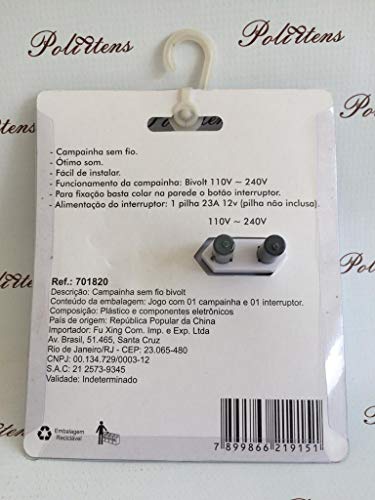 Poliitens
Poliitens
- Campainha sem fio.
- Ótimo som.
- Fácil de instalar.
- Funcionamento da campainha: Bivolt 110V ~ 240V
- Para fixação basta colar na parede o botão interruptor.
- Alimentação do interruptor: 1 pilha 23A 12v (pilha não inclusa).
110V ~ 240V
Ref.: 701820
Descrição: Campainha sem fio bivolt
Conteúdo da embalagem: Jogo com 01 campainha e 01 interruptor.
Composição: Plástico e componentes eletrônicos
País de origem: República Popular da China
Importador: Fu Xing Com. Imp. e Exp. Ltda
Av. Brasil, 51.465, Santa Cruz
Rio de Janeiro/RJ - CEP: 23.065-480
CNPJ: 00.134.729/0003-12
S.A.C: 21 2573-9345
Validade: Indeterminado
Embalagem
Reciclável
7 899866 219151